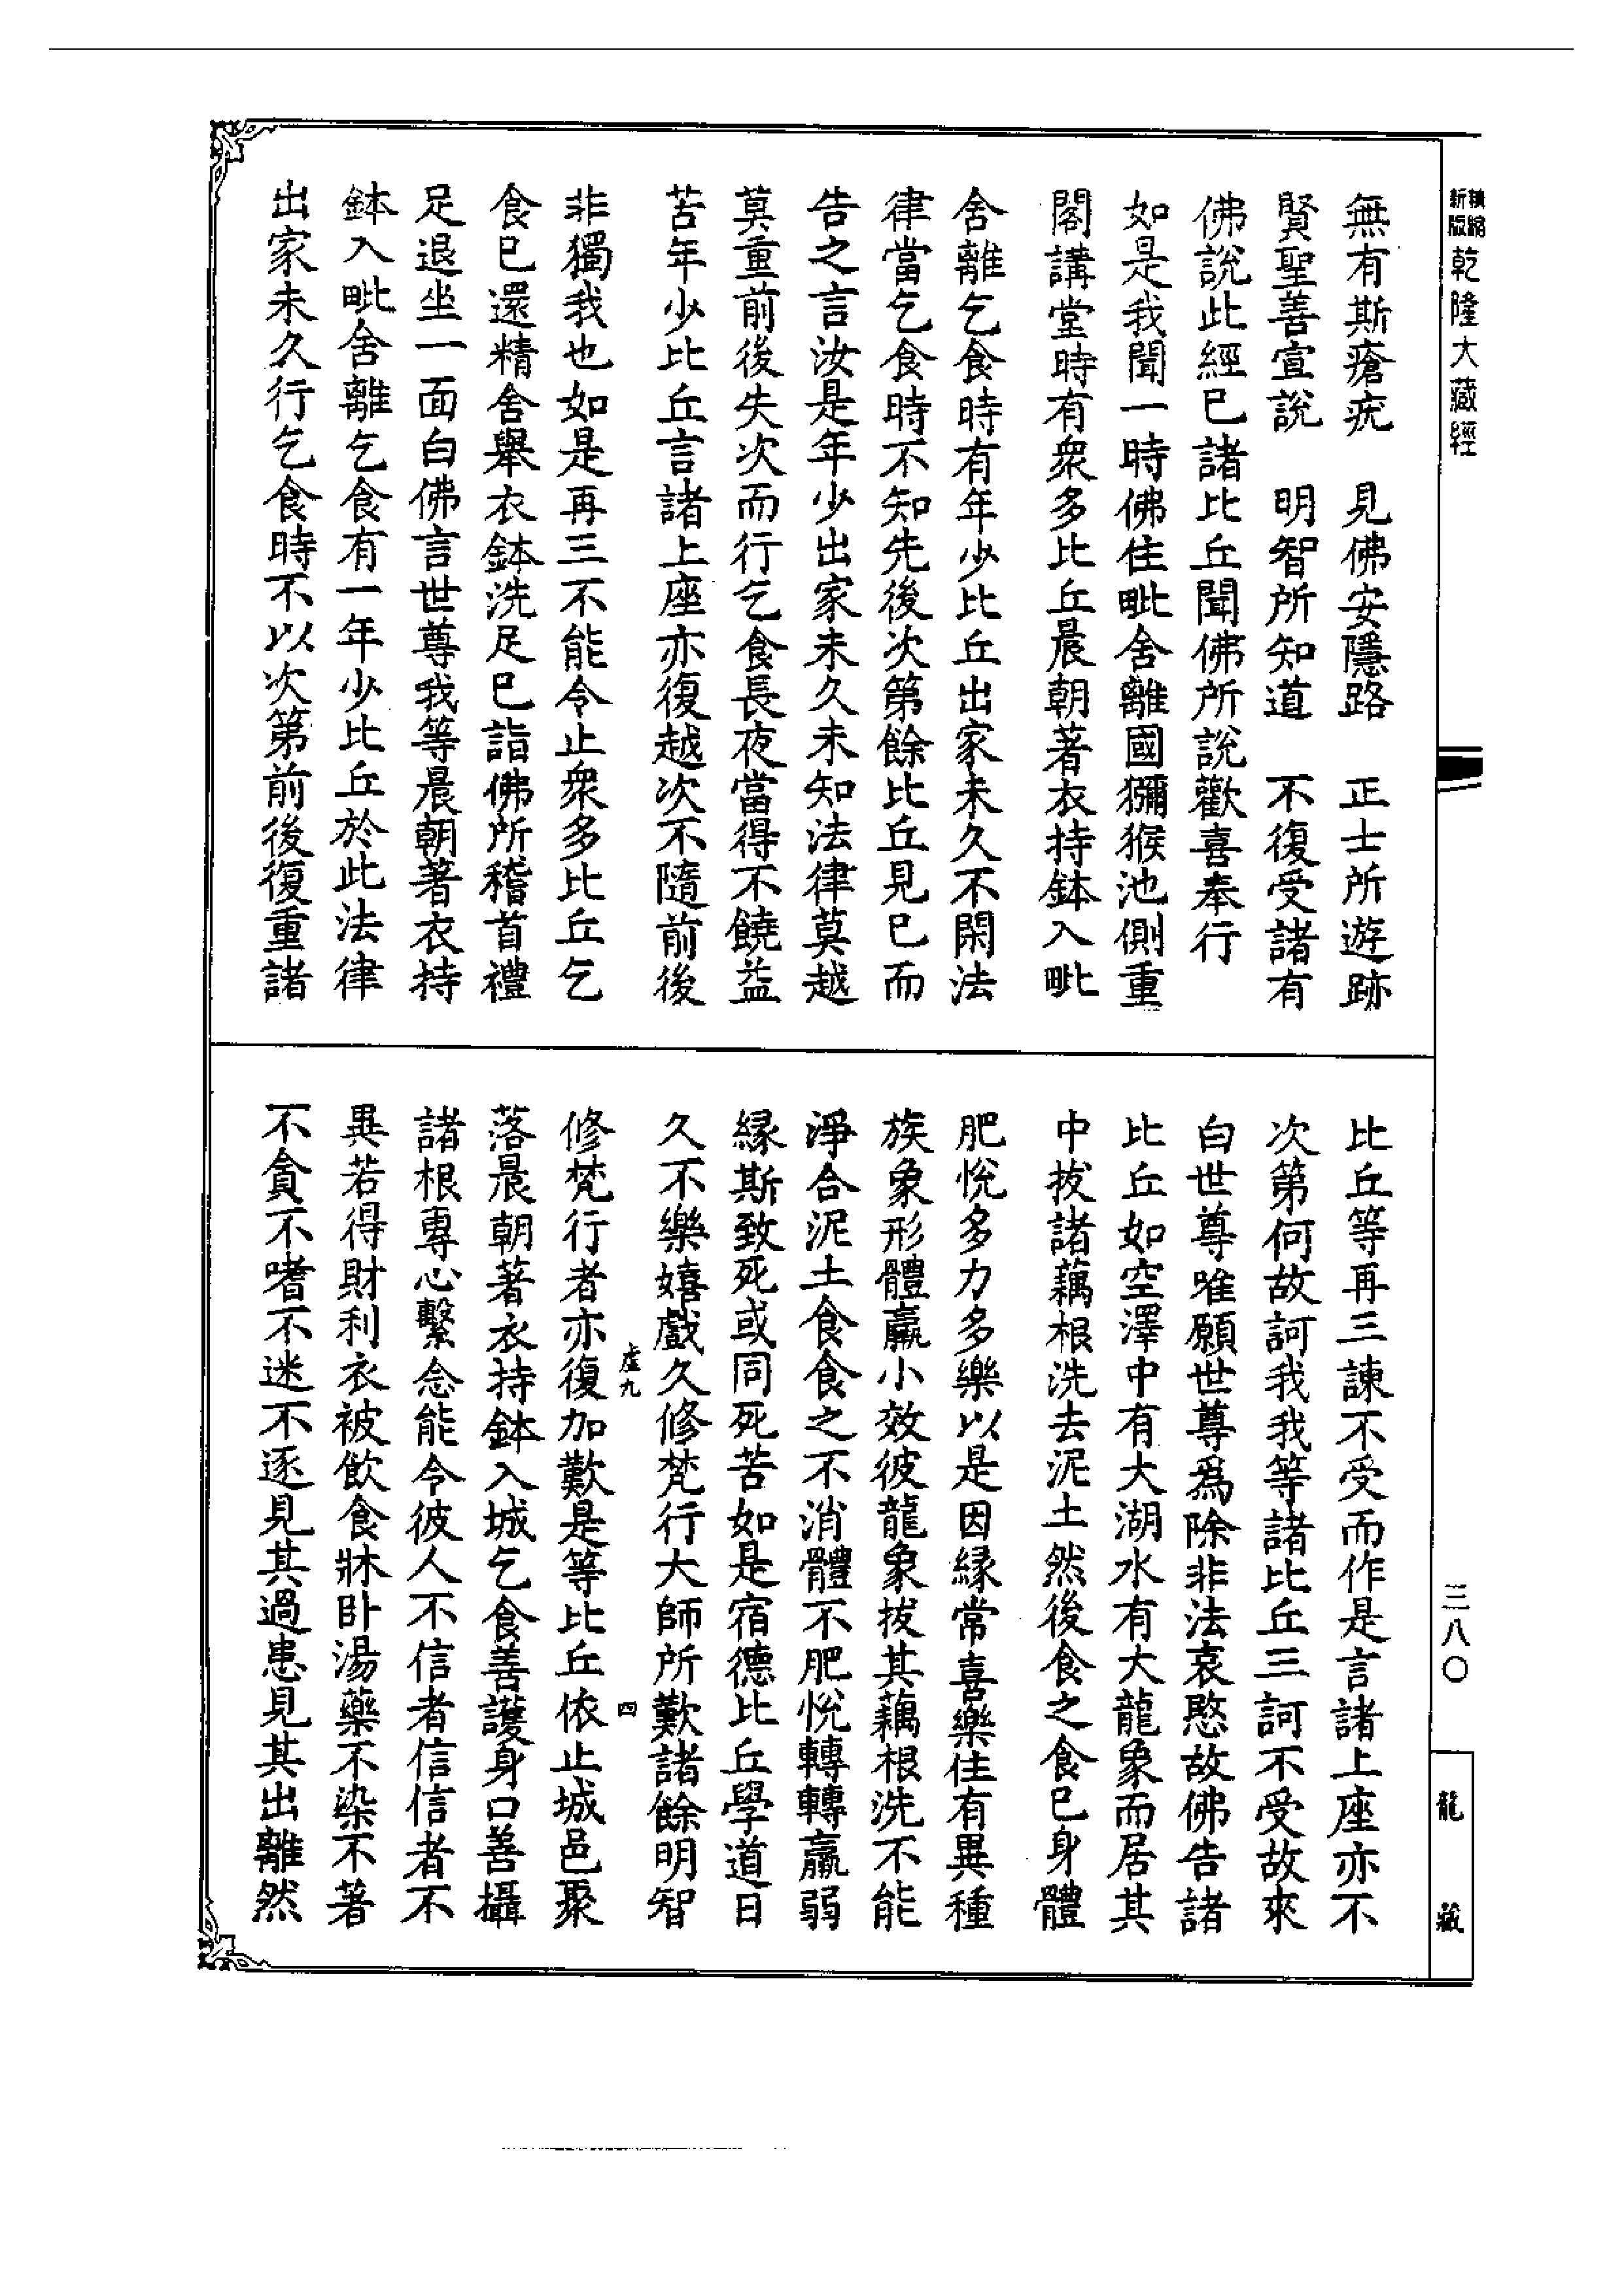 新版精縮乾隆大藏經
無有斯瘡疣　見佛安隱路　正士所遊跡
賢聖善宣說　明智所知道　不復受諸有
佛說此經已諸比丘聞佛所說歡喜奉行
如是我聞一時佛住毗舍離國獼猴池側重
閣講堂時有衆多比丘晨朝著衣持鉢入毗
舍離乞食時有年少比丘出家未久不閑法
律當乞食時不知先後次第餘比丘見已而
告之言汝是年少出家未久未知法律莫越
莫重前後失次而行乞食長夜當得不饒益
苦年少比丘言諸上座亦復越次不隨前後
非獨我也如是再三不能令止衆多比丘乞
食已還精舍舉衣鉢洗足已詣佛所稽首禮
足退坐一面白佛言世尊我等晨朝著衣持
鉢入毗舍離乞食有一年少比丘於此法律
出家未久行乞食時不以次第前後復重諸
比丘等再三諫不受而作是言諸上座亦不
次第何故訶我我等諸比丘三訶不受故來
白世尊唯願世尊爲除非法哀愍故佛告諸
比丘如空澤中有大湖水有大龍象而居其
中拔諸藕根洗去泥土然後食之食已身體
肥悅多力多樂以是因緣常喜樂住有異種
族象形體羸小效彼龍象拔其藕根洗不能
淨合泥土食食之不消體不肥悅轉轉羸弱
緣斯致死或同死苦如是宿德比丘學道日
久不樂嬉戲久修梵行大師所歎諸餘明智
虛九
四
修梵行者亦復加歎是等比丘依止城邑聚
落晨朝著衣持鉢入城乞食善護身口善攝
諸根專心繫念能令彼人不信者信信者不
異若得財利衣被飲食牀卧湯藥不染不著
不貪不嗜不迷不逐見其過患見其出離然
三八〇
龍藏